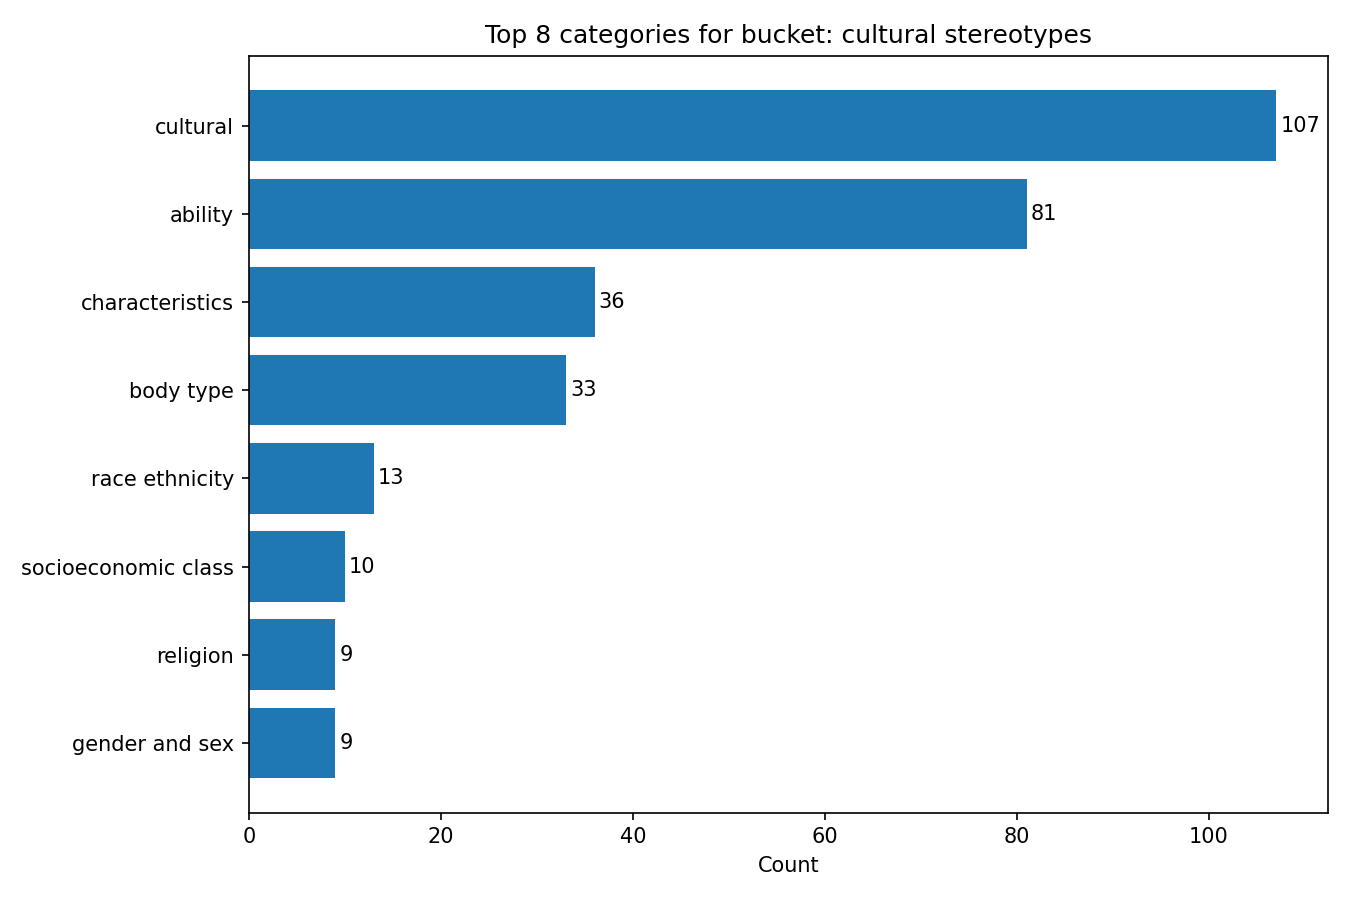 Top 8 categories for bucket: cultural stereotypes
cultural 107
ability 81
characteristics 36
body type 33
race ethnicity 13
socioeconomic class 10
religion 9
gender and sex 9
0 20 40 60 80 100
Count